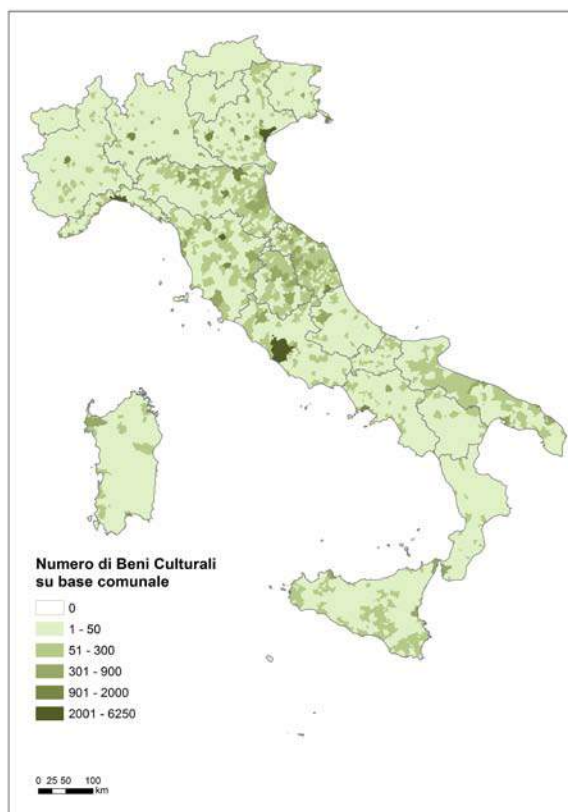 Numero di Beni Culturali
su base comunale
0
1 - 50
51 - 300
301 - 900
901 - 2000
2001 - 6250
0 25 50 100
km